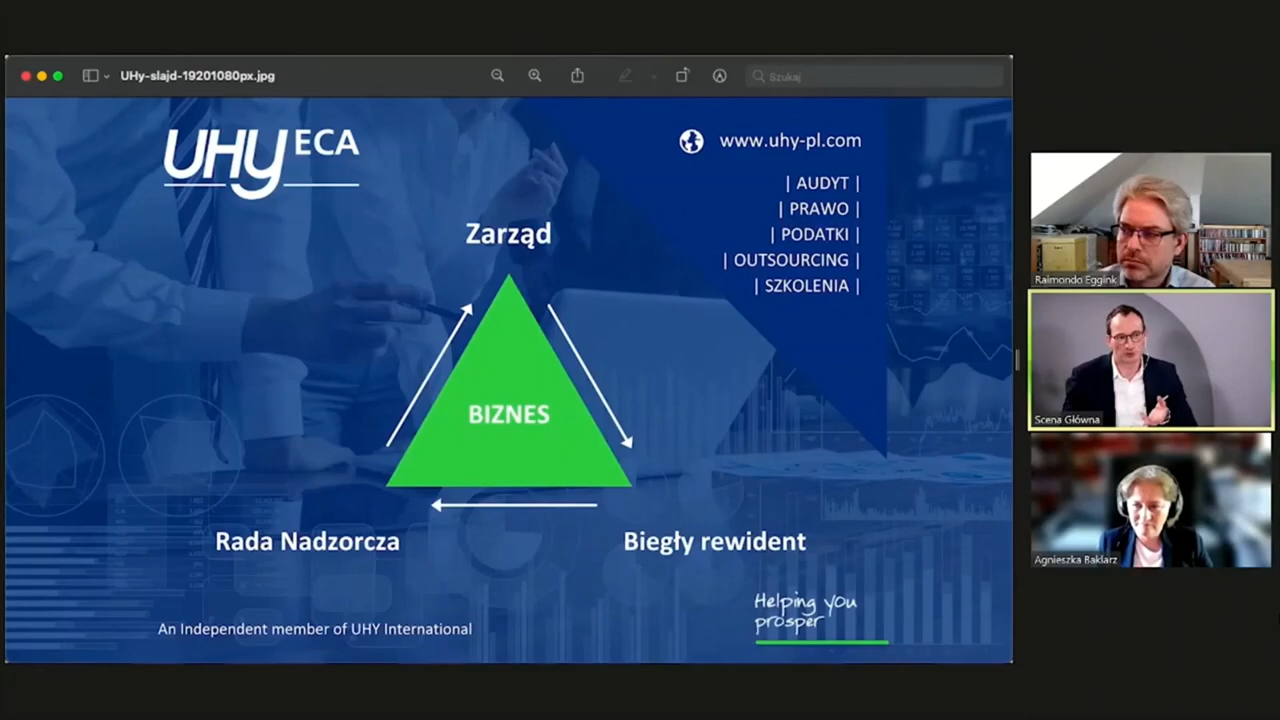 UHy-slajd-19201080px.jpg
Szukaj
UHY ECA
www.uhy-pl.com
| AUDYT |
| PRAWO |
| PODATKI |
| OUTSOURCING |
| SZKOLENIA |
Zarząd
BIZNES
Rada Nadzorcza
Biegły rewident
Helping you
prosper
An Independent member of UHY International
Raimondo Eggink
Scena Główna
Agnieszka Baklarz